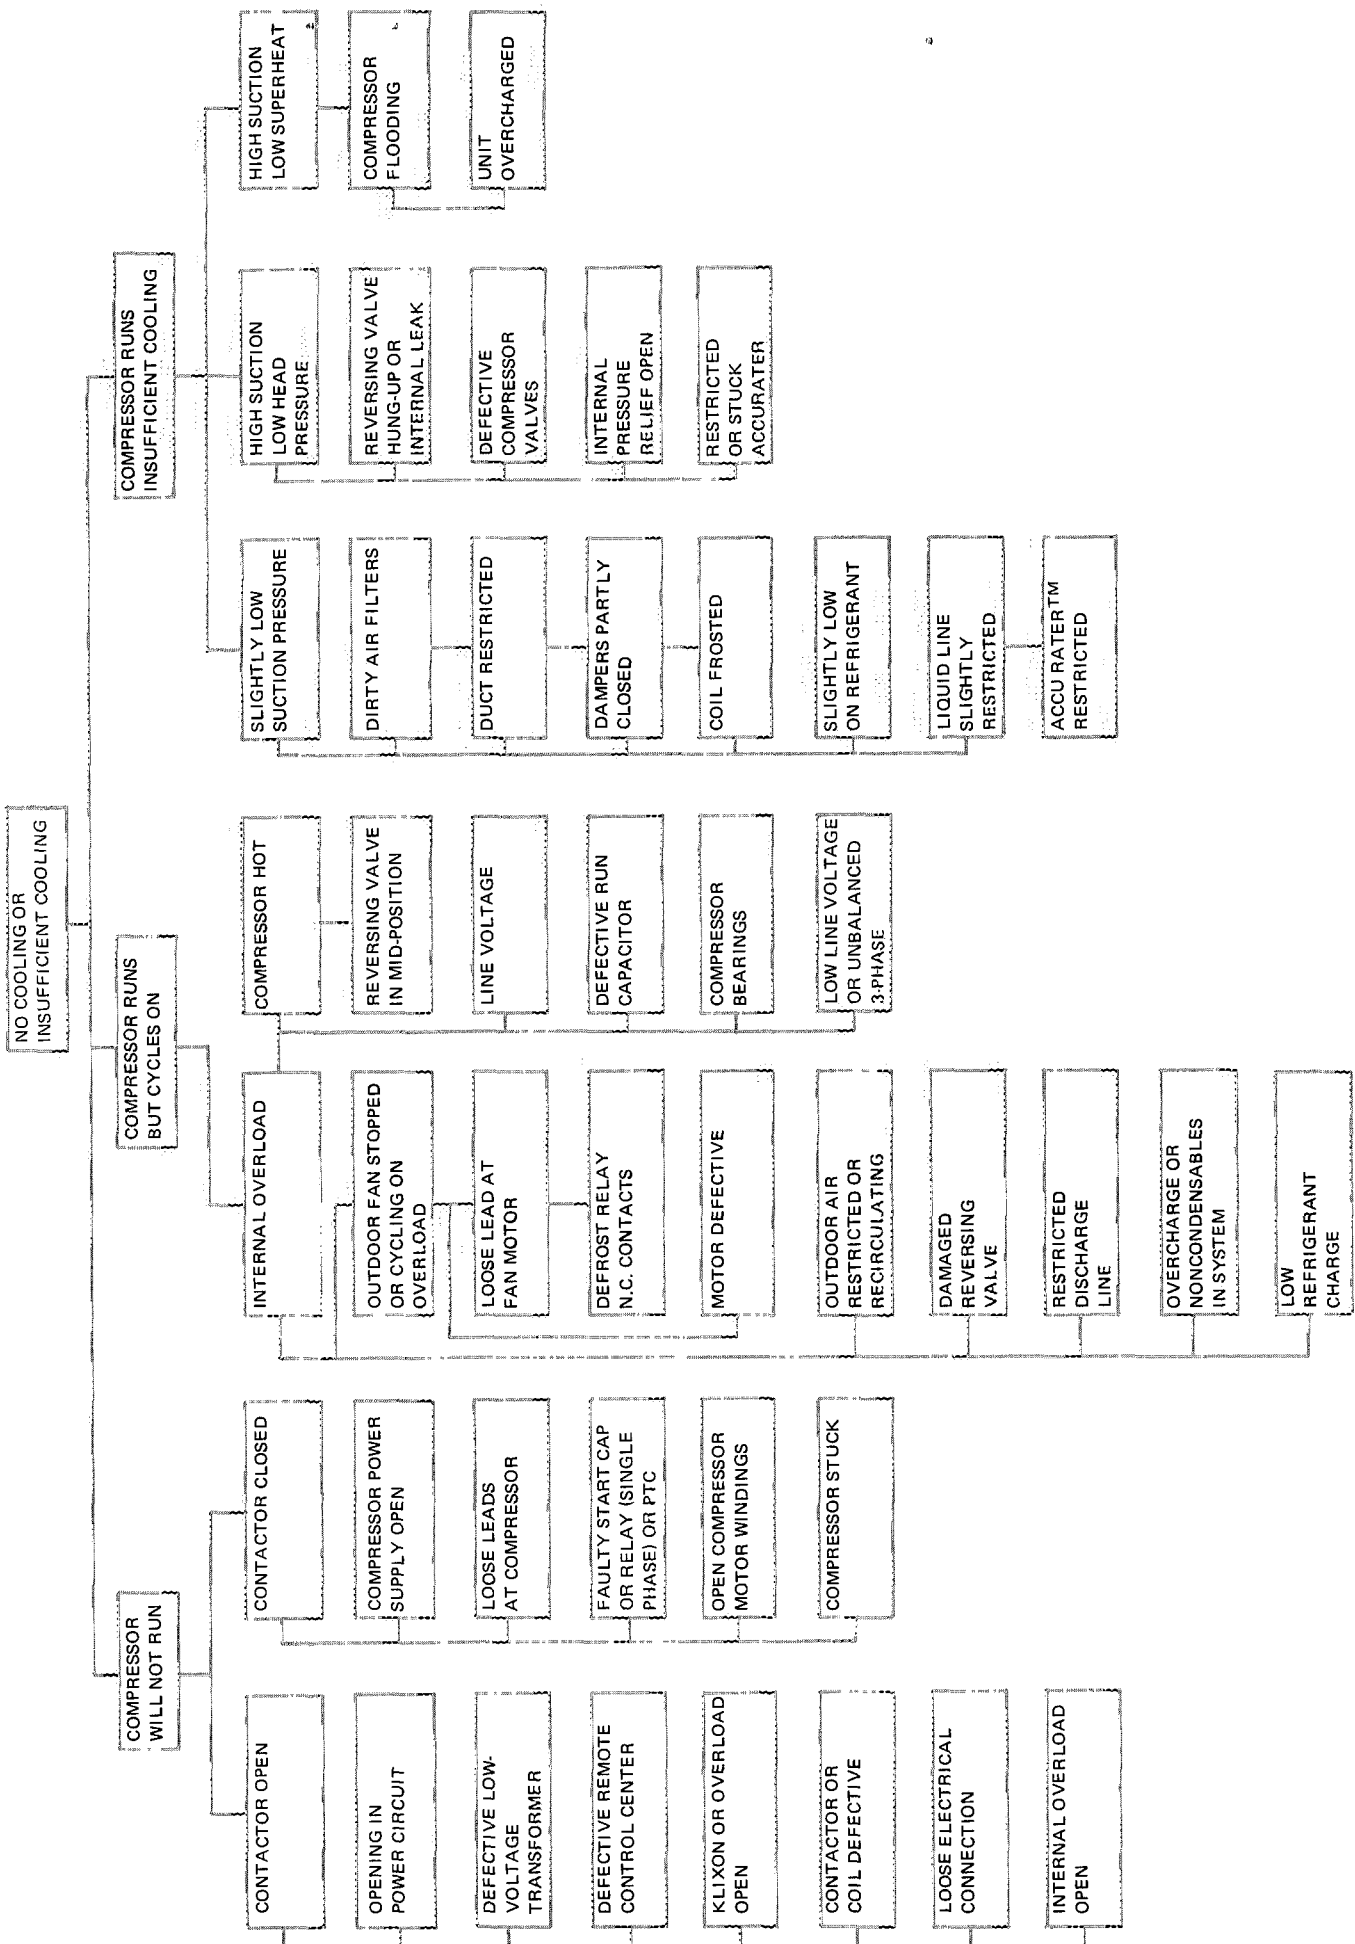 NO COOLING OR
INSUFFICIENT COOLING
COMPRESSOR
WILL NOT RUN
CONTACTOR OPEN
OPENING IN
POWER CIRCUIT
DEFECTIVE LOW-
VOLTAGE
TRANSFORMER
DEFECTIVE REMOTE
CONTROL CENTER
KLIXON OR OVERLOAD
OPEN
CONTACTOR OR
COIL DEFECTIVE
LOOSE ELECTRICAL
CONNECTION
INTERNAL OVERLOAD
OPEN
CONTACTOR CLOSED
COMPRESSOR POWER
SUPPLY OPEN
LOOSE LEADS
AT COMPRESSOR
FAULTY START CAP
OR RELAY (SINGLE
PHASE) OR PTC
OPEN COMPRESSOR
MOTOR WINDINGS
COMPRESSOR STUCK
COMPRESSOR RUNS
BUT CYCLES ON
INTERNAL OVERLOAD
OUTDOOR FAN STOPPED
OR CYCLING ON
OVERLOAD
LOOSE LEAD AT
FAN MOTOR
DEFROST RELAY
N.C. CONTACTS
MOTOR DEFECTIVE
OUTDOOR AIR
RESTRICTED OR
RECIRCULATING
DAMAGED
REVERSING
VALVE
RESTRICTED
DISCHARGE
LINE
OVERCHARGE OR
NONCONDENSABLES
IN SYSTEM
LOW
REFRIGERANT
CHARGE
COMPRESSOR HOT
REVERSING VALVE
IN MID-POSITION
LINE VOLTAGE
DEFECTIVE RUN
CAPACITOR
COMPRESSOR
BEARINGS
LOW LINE VOLTAGE
OR UNBALANCED
3-PHASE
COMPRESSOR RUNS
INSUFFICIENT COOLING
SLIGHTLY LOW
SUCTION PRESSURE
DIRTY AIR FILTERS
DUCT RESTRICTED
DAMPERS PARTLY
CLOSED
COIL FROSTED
SLIGHTLY LOW
ON REFRIGERANT
LIQUID LINE
SLIGHTLY
RESTRICTED
ACCU RATER™
RESTRICTED
HIGH SUCTION
LOW HEAD
PRESSURE
REVERSING VALVE
HUNG-UP OR
INTERNAL LEAK
DEFECTIVE
COMPRESSOR
VALVES
INTERNAL
PRESSURE
RELIEF OPEN
RESTRICTED
OR STUCK
ACCURATER
HIGH SUCTION
LOW SUPERHEAT
COMPRESSOR
FLOODING
UNIT
OVERCHARGED